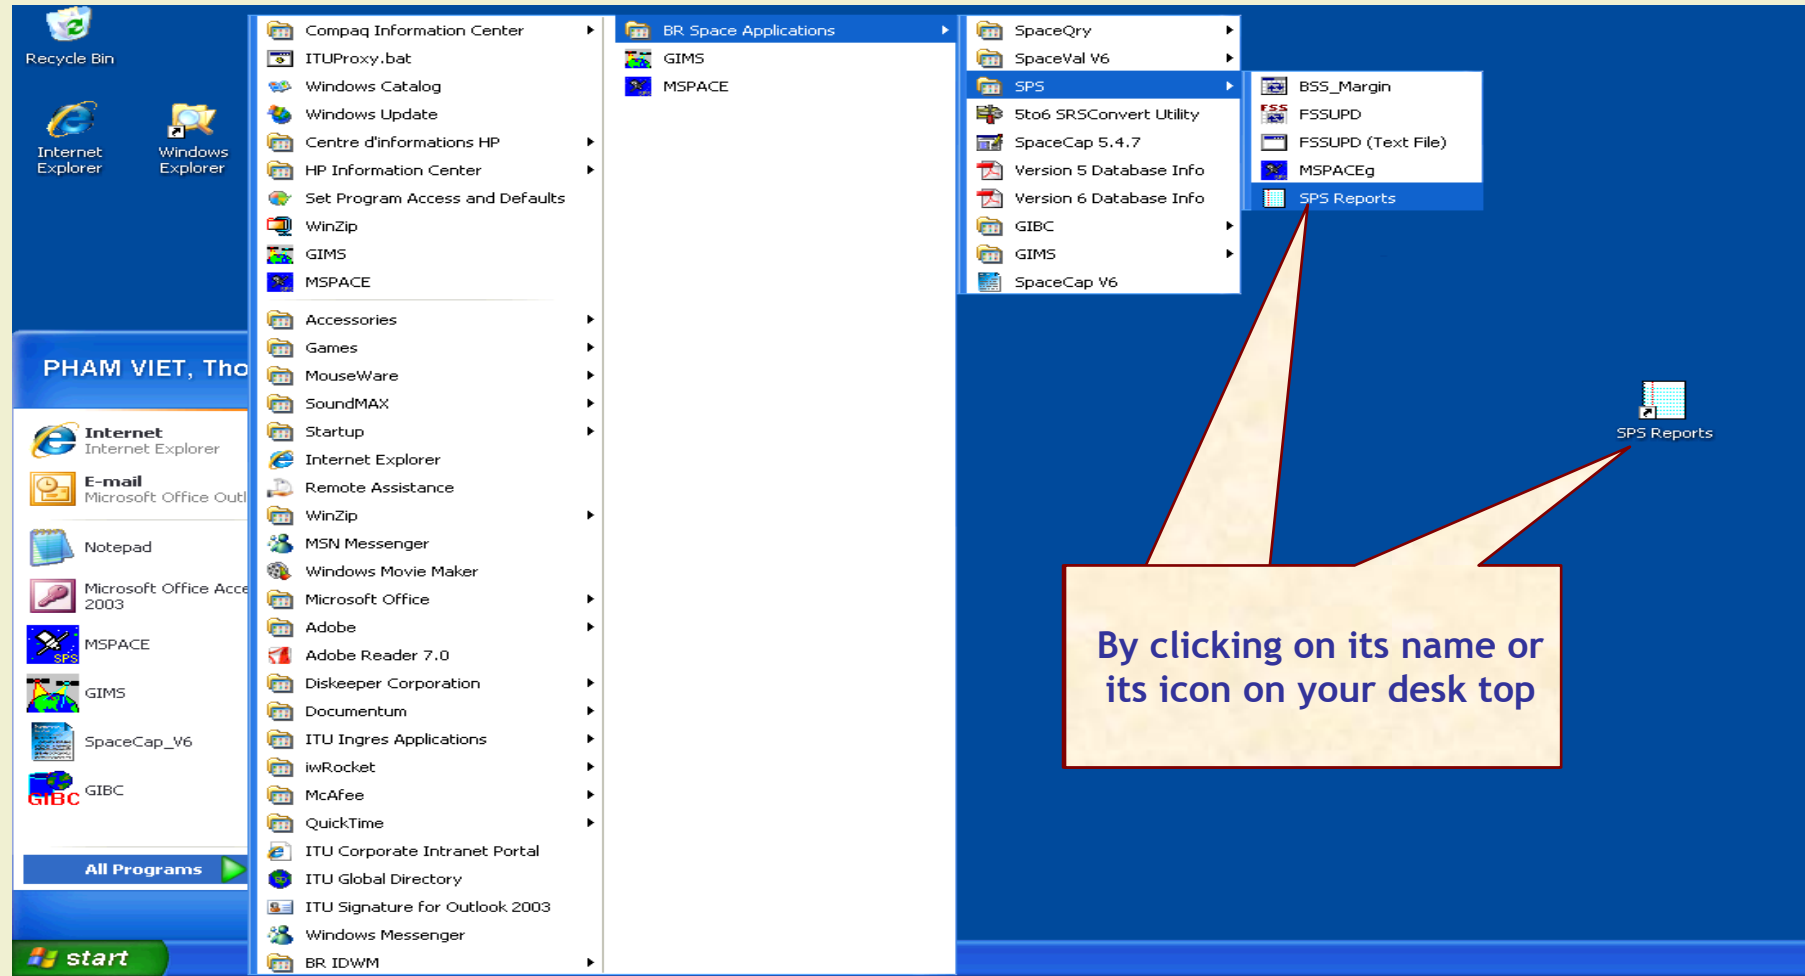 Recycle Bin
Internet
Explorer
Windows
Explorer
PHAM VIET, Tho
Internet
Internet Explorer
E-mail
Microsoft Office Outl
Notepad
Microsoft Office Acce
2003
MSPACE
SPS
GIMS
SpaceCap_V6
GIBC
GIBC
All Programs
start
Compaq Information Center
ITUProxy.bat
Windows Catalog
Windows Update
Centre d'informations HP
HP Information Center
Set Program Access and Defaults
WinZip
GIMS
MSPACE
Accessories
Games
MouseWare
SoundMAX
Startup
Internet Explorer
Remote Assistance
WinZip
MSN Messenger
Windows Movie Maker
Microsoft Office
Adobe
Adobe Reader 7.0
Diskeeper Corporation
Documentum
ITU Ingres Applications
iwRocket
McAfee
QuickTime
ITU Corporate Intranet Portal
ITU Global Directory
ITU Signature for Outlook 2003
Windows Messenger
BR IDWM
BR Space Applications
GIMS
MSPACE
SpaceQry
SpaceVal V6
SPS
5to6 SRSConvert Utility
SpaceCap 5.4.7
Version 5 Database Info
Version 6 Database Info
GIBC
GIMS
SpaceCap V6
BSS_Margin
FSS
FSSUPD
FSSUPD (Text File)
MSPACEg
SPS Reports
SPS Reports
By clicking on its name or
its icon on your desk top